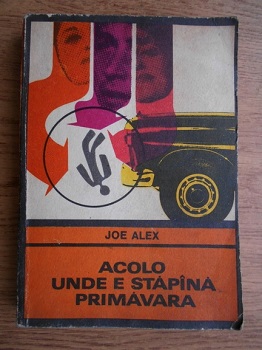 JOE ALEX
ACOLO
UNDE E STĂPÎNĂ
PRIMĂVARA